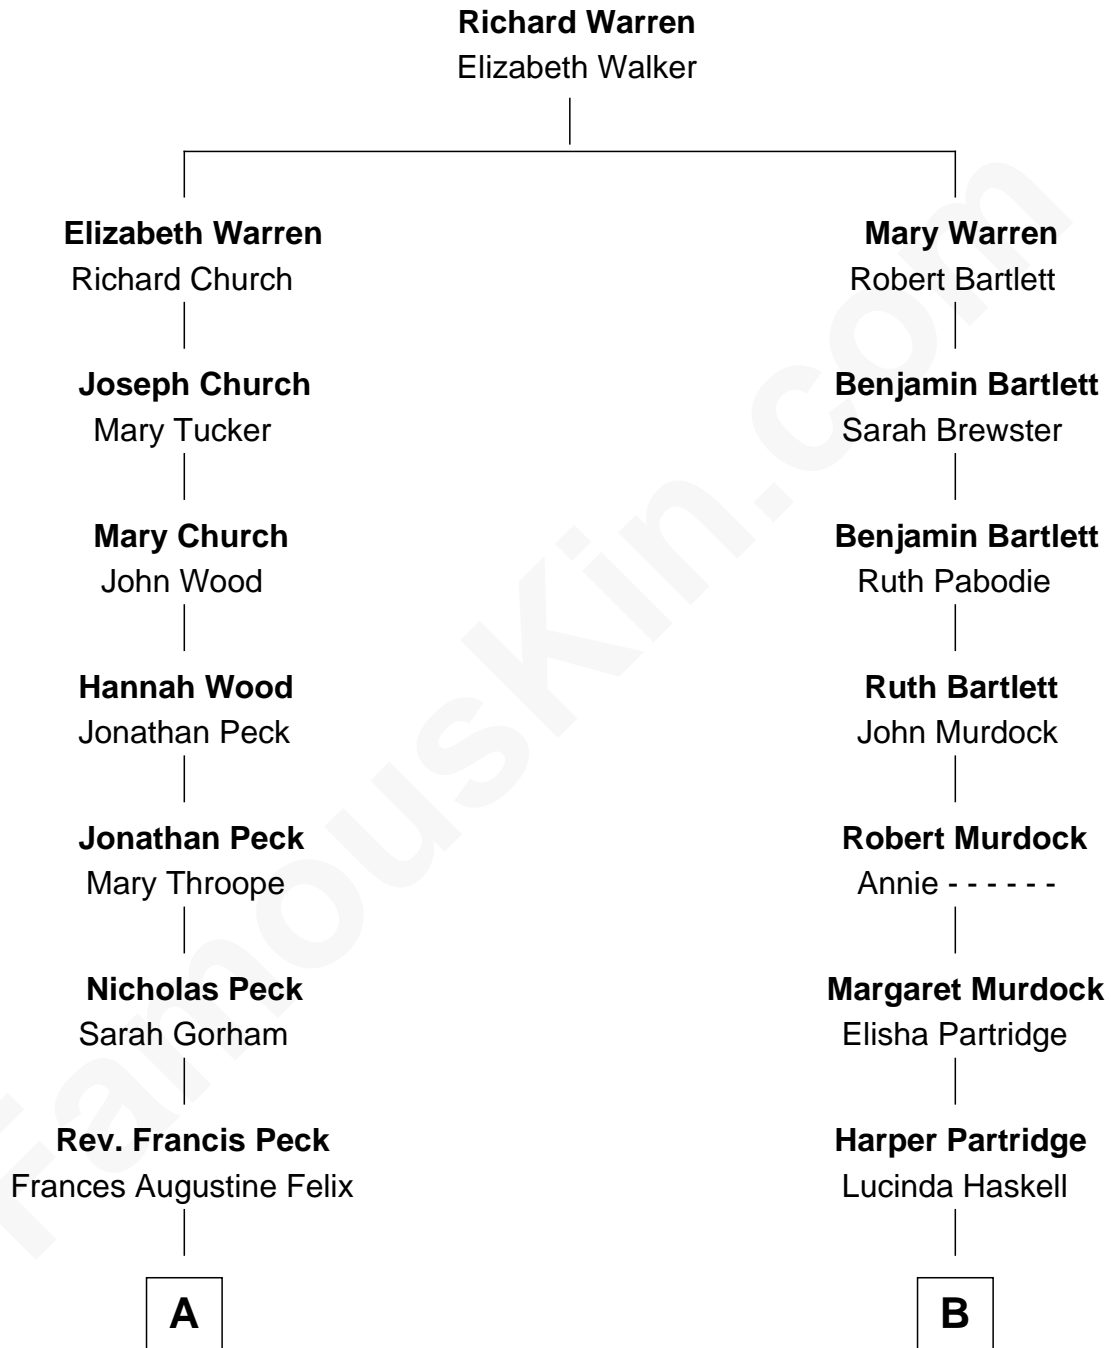 Richard Warren
Elizabeth Walker
Elizabeth Warren
Richard Church
Joseph Church
Mary Tucker
Mary Church
John Wood
Hannah Wood
Jonathan Peck
Jonathan Peck
Mary Throope
Nicholas Peck
Sarah Gorham
Rev. Francis Peck
Frances Augustine Felix
A
Mary Warren
Robert Bartlett
Benjamin Bartlett
Sarah Brewster
Benjamin Bartlett
Ruth Pabodie
Ruth Bartlett
John Murdock
Robert Murdock
Annie - - - - - -
Margaret Murdock
Elisha Partridge
Harper Partridge
Lucinda Haskell
B
FamousKin.com